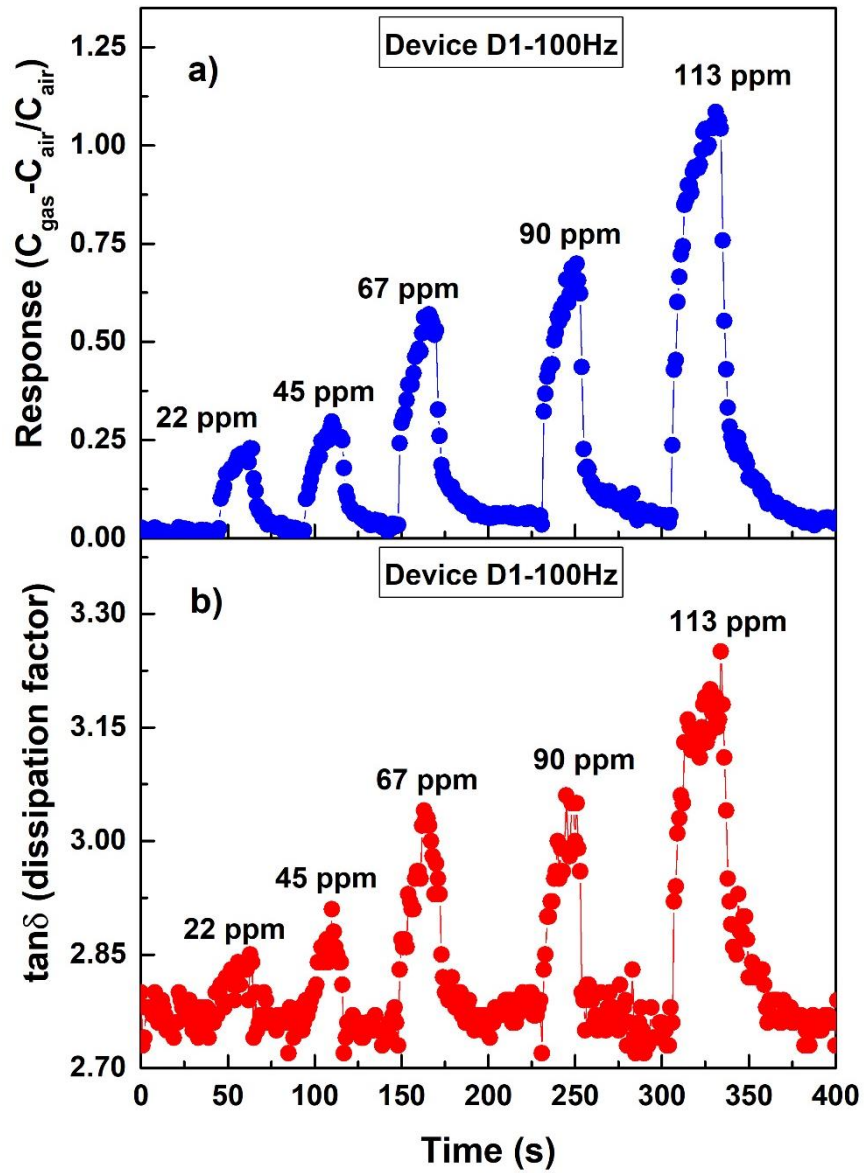 Device D1-100Hz
a)
113 ppm
90 ppm
67 ppm
45 ppm
22 ppm
1.25
1.00
0.75
0.50
0.25
0.00
Response (C_gas-C_air/C_air)
Device D1-100Hz
b)
113 ppm
90 ppm
67 ppm
45 ppm
22 ppm
3.30
3.15
3.00
2.85
2.70
tanδ (dissipation factor)
0 50 100 150 200 250 300 350 400
Time (s)